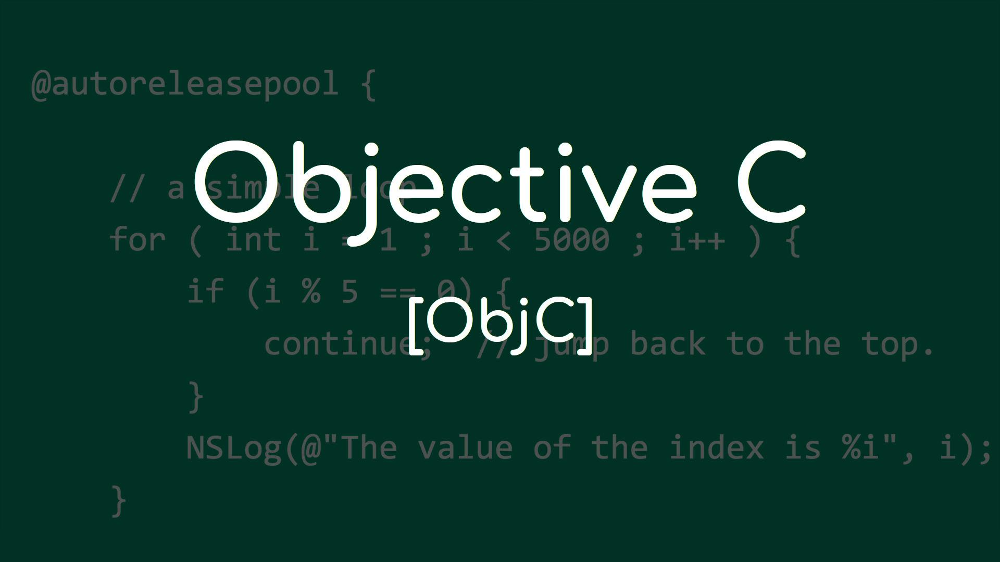 @autoreleasepool {
Objective C
// a simple loop
for ( int i = 1 ; i < 5000 ; i++ ) {
if (i % 5 == 0) {
[ObjC]
continue; // jump back to the top.
}
NSLog(@"The value of the index is %i", i);
}